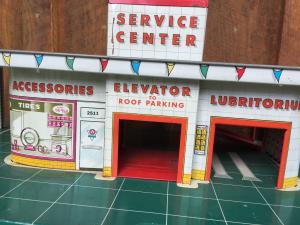 SERVICE
CENTER
ACCESSORIES
ELEVATOR
TO
ROOF PARKING
LUBRITORIU
TIRES
2511